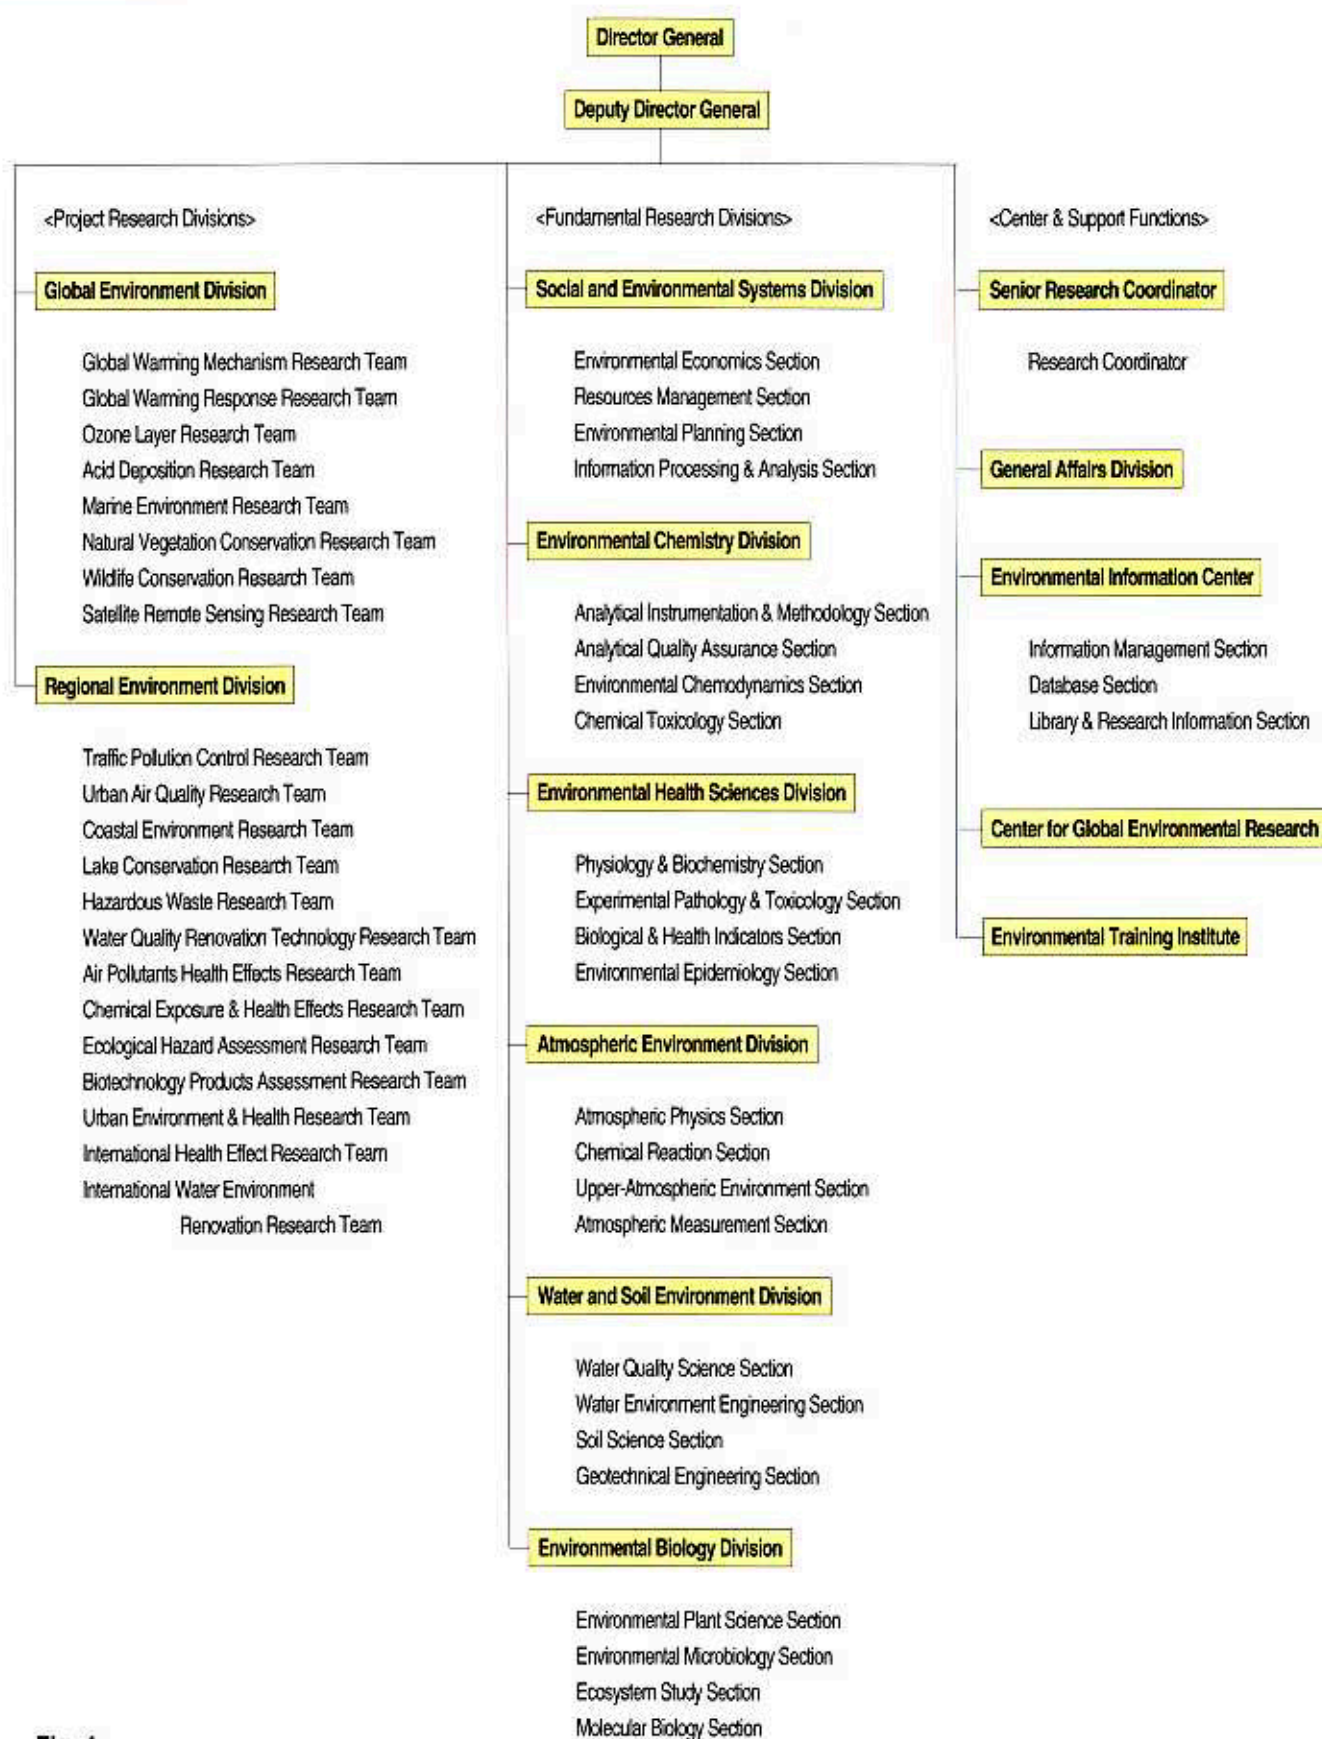 Director General
Deputy Director General
<Project Research Divisions>
Global Environment Division
Global Warming Mechanism Research Team
Global Warming Response Research Team
Ozone Layer Research Team
Acid Deposition Research Team
Marine Environment Research Team
Natural Vegetation Conservation Research Team
Wildlife Conservation Research Team
Satellite Remote Sensing Research Team
Regional Environment Division
Traffic Pollution Control Research Team
Urban Air Quality Research Team
Coastal Environment Research Team
Lake Conservation Research Team
Hazardous Waste Research Team
Water Quality Renovation Technology Research Team
Air Pollutants Health Effects Research Team
Chemical Exposure & Health Effects Research Team
Ecological Hazard Assessment Research Team
Biotechnology Products Assessment Research Team
Urban Environment & Health Research Team
International Health Effect Research Team
International Water Environment
Renovation Research Team
<Fundamental Research Divisions>
Social and Environmental Systems Division
Environmental Economics Section
Resources Management Section
Environmental Planning Section
Information Processing & Analysis Section
Environmental Chemistry Division
Analytical Instrumentation & Methodology Section
Analytical Quality Assurance Section
Environmental Chemodynamics Section
Chemical Toxicology Section
Environmental Health Sciences Division
Physiology & Biochemistry Section
Experimental Pathology & Toxicology Section
Biological & Health Indicators Section
Environmental Epidemiology Section
Atmospheric Environment Division
Atmospheric Physics Section
Chemical Reaction Section
Upper-Atmospheric Environment Section
Atmospheric Measurement Section
Water and Soil Environment Division
Water Quality Science Section
Water Environment Engineering Section
Soil Science Section
Geotechnical Engineering Section
Environmental Biology Division
Environmental Plant Science Section
Environmental Microbiology Section
Ecosystem Study Section
Molecular Biology Section
<Center & Support Functions>
Senior Research Coordinator
Research Coordinator
General Affairs Division
Environmental Information Center
Information Management Section
Database Section
Library & Research Information Section
Center for Global Environmental Research
Environmental Training Institute